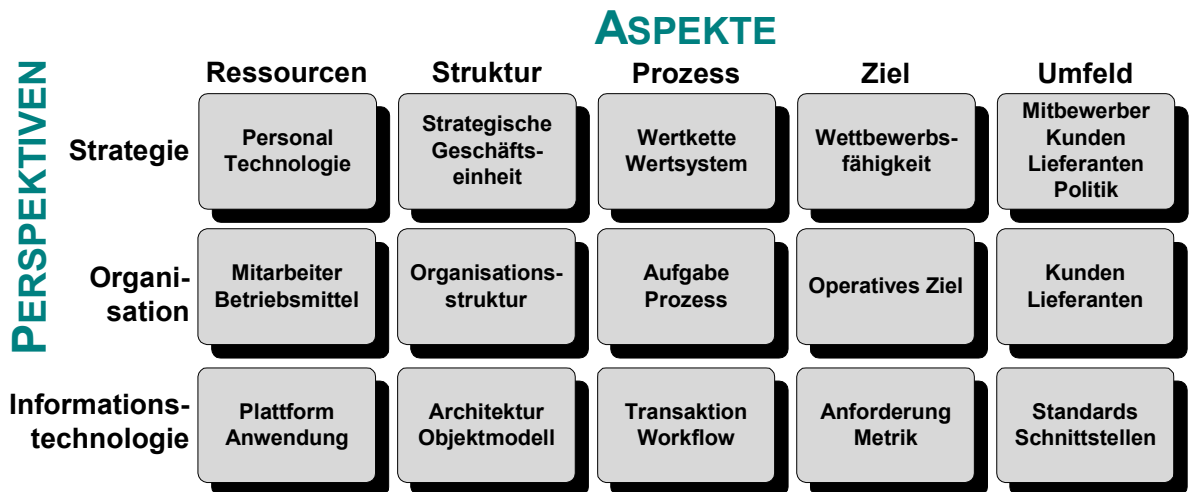 ASPEKTE
PERSPEKTIVEN
Ressourcen
Struktur
Prozess
Ziel
Umfeld
Strategie
Personal
Technologie
Strategische
Geschäfts-
einheit
Wertkette
Wertsystem
Wettbewerbs-
fähigkeit
Mitbewerber
Kunden
Lieferanten
Politik
Organi-
sation
Mitarbeiter
Betriebsmittel
Organisations-
struktur
Aufgabe
Prozess
Operatives Ziel
Kunden
Lieferanten
Informations-
technologie
Plattform
Anwendung
Architektur
Objektmodell
Transaktion
Workflow
Anforderung
Metrik
Standards
Schnittstellen